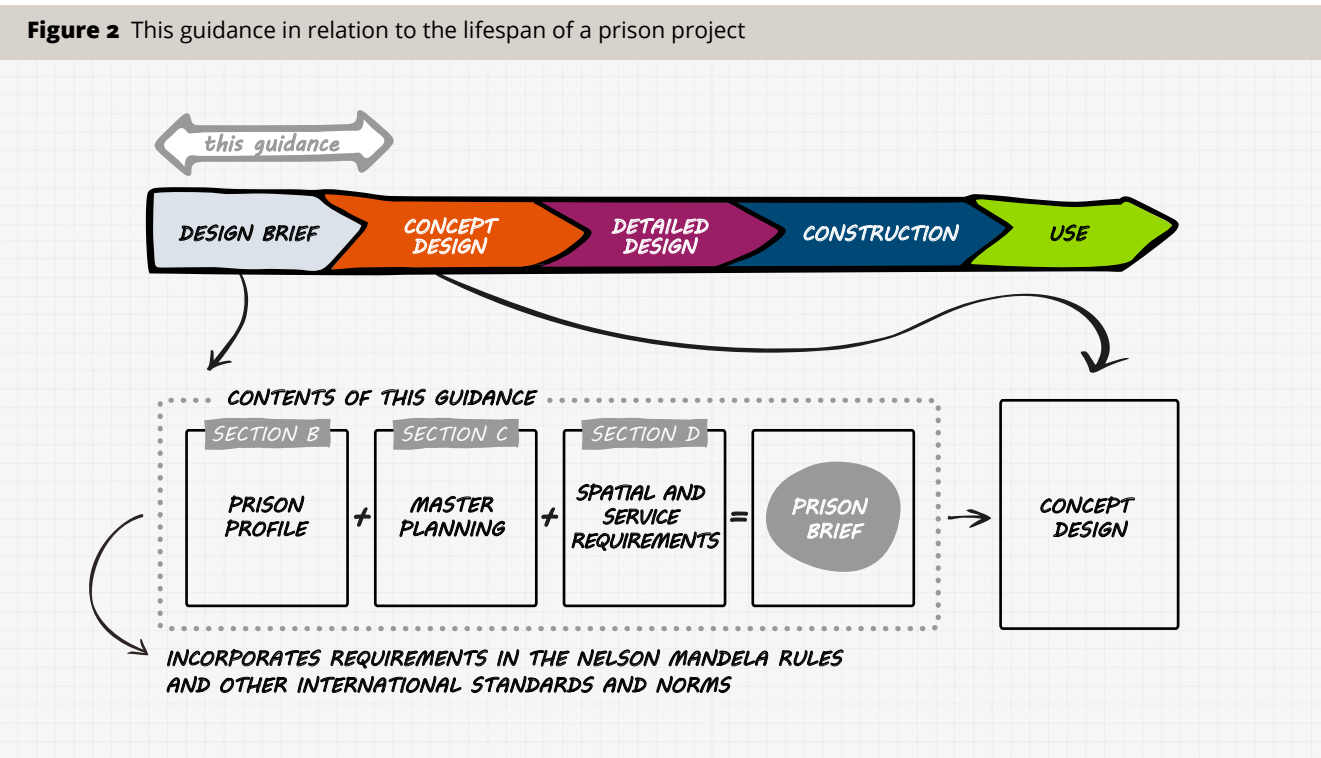 Figure 2 This guidance in relation to the lifespan of a prison project
this guidance
DESIGN BRIEF
CONCEPT
DESIGN
DETAILED
DESIGN
CONSTRUCTION
USE
CONTENTS OF THIS GUIDANCE
SECTION B
PRISON
PROFILE
+
SECTION C
MASTER
PLANNING
+
SECTION D
SPATIAL AND
SERVICE
REQUIREMENTS
=
PRISON
BRIEF
CONCEPT
DESIGN
INCORPORATES REQUIREMENTS IN THE NELSON MANDELA RULES
AND OTHER INTERNATIONAL STANDARDS AND NORMS